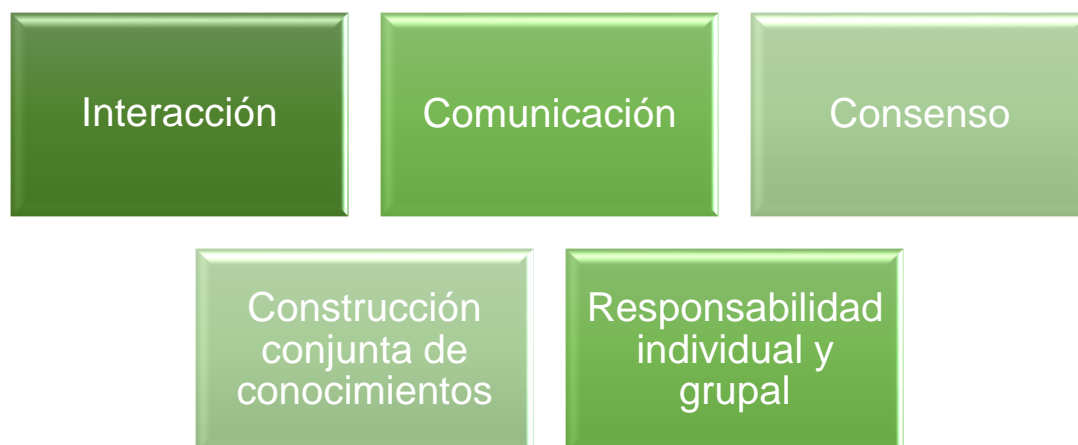 Interacción
Comunicación
Consenso
Construcción
conjunta de
conocimientos
Responsabilidad
individual y
grupal